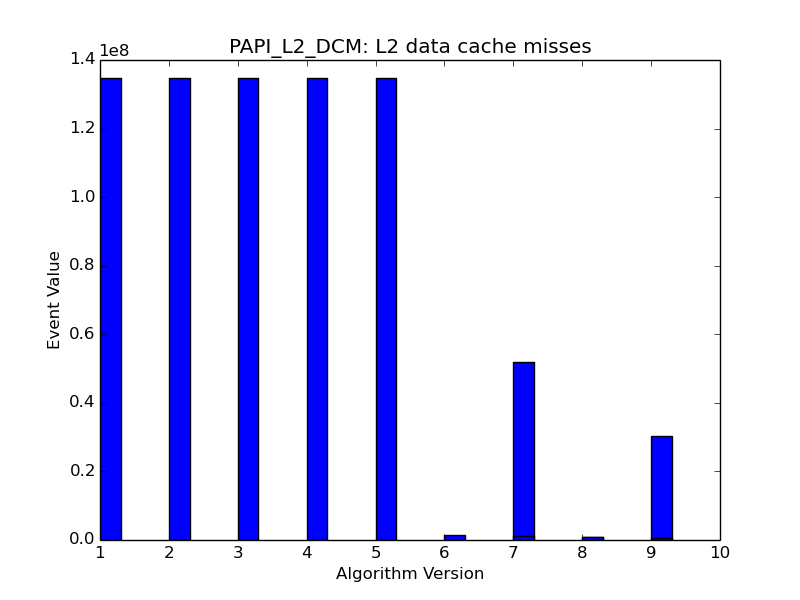 PAPI_L2_DCM: L2 data cache misses
1e8
1.4
1.2
1.0
0.8
0.6
0.4
0.2
0.0
Event Value
1 2 3 4 5 6 7 8 9 10
Algorithm Version